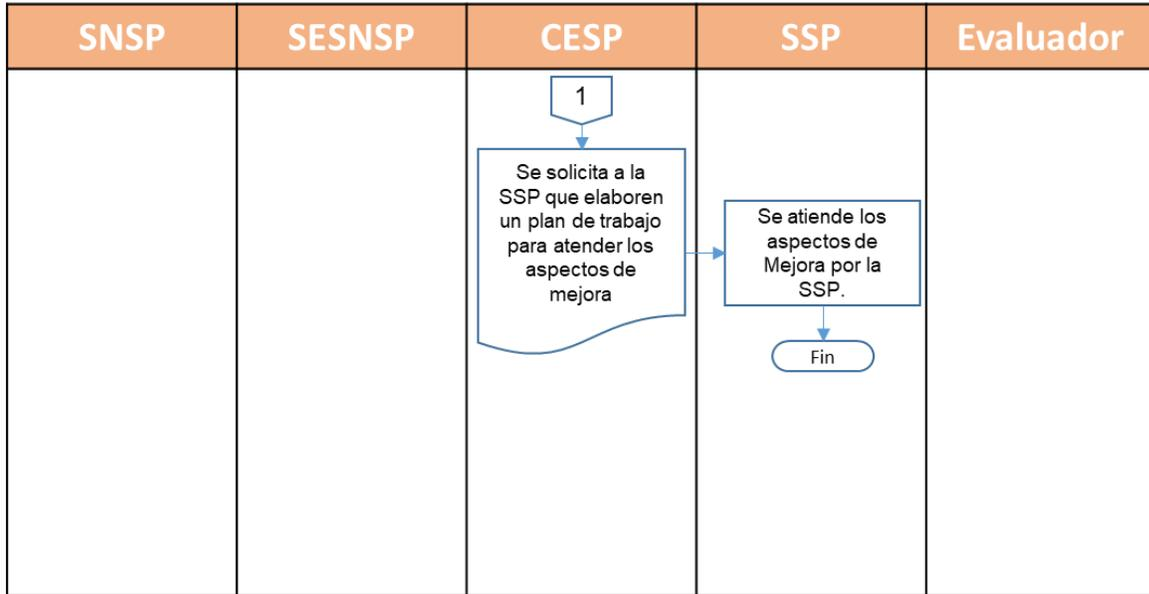 SNSP
SESNSP
CESP
SSP
Evaluador
1
Se solicita a la
SSP que elaboren
un plan de trabajo
para atender los
aspectos de
mejora
Se atiende los
aspectos de
Mejora por la
SSP.
Fin